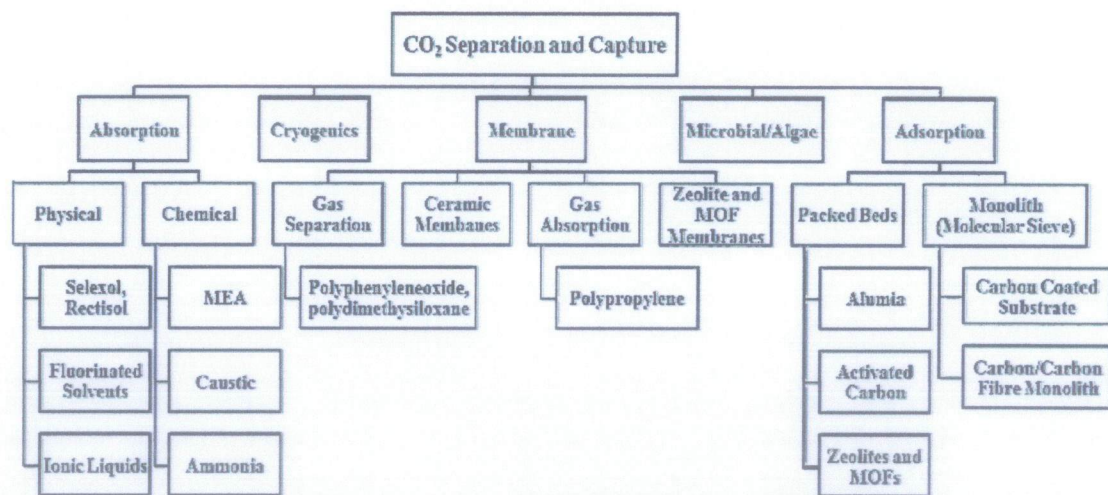 CO₂ Separation and Capture
Absorption
Cryogenics
Membrane
Microbial/Algae
Adsorption
Physical
Chemical
Gas
Separation
Ceramic
Membanes
Gas
Absorption
Zeolite and
MOF
Membranes
Packed Beds
Monolith
(Molecular Sieve)
Selexol,
Rectisol
MEA
Polyphenyleneoxide,
polydimethysiloxane
Polypropylene
Alumia
Carbon Coated
Substrate
Fluorinated
Solvents
Caustic
Activated
Carbon
Carbon/Carbon
Fibre Monolith
Ionic Liquids
Ammonia
Zeolites and
MOFs